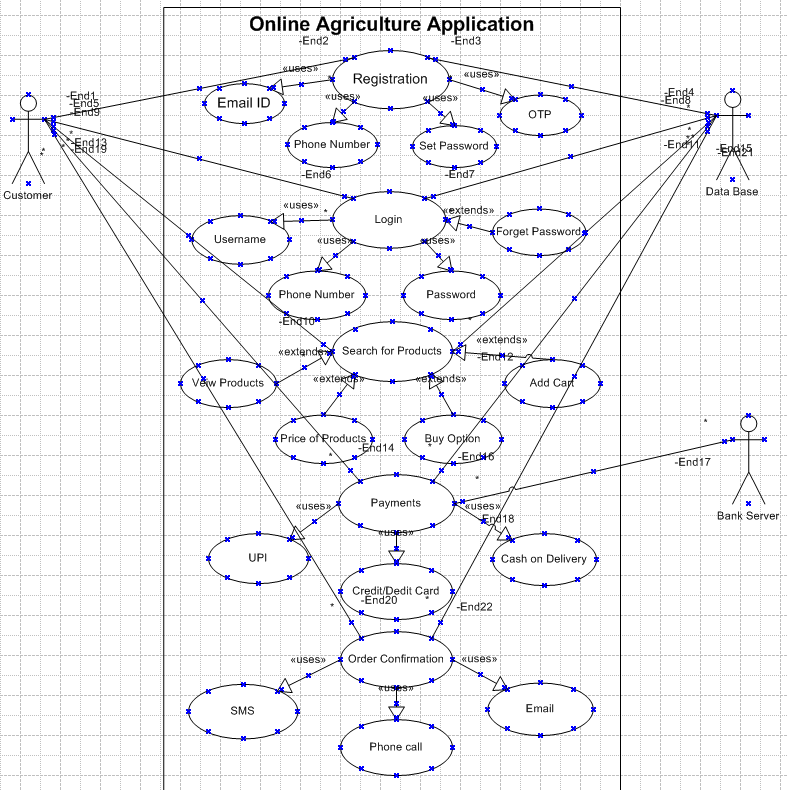 Online Agriculture Application
-End2
-End3
«uses»
Registration
«uses»
-End1
-End5
-End9
Email ID
«uses»
«uses»
OTP
-End4
-End8
*
*
Phone Number
Set Password
-End13
-End19
-End11
-End15
-End21
Customer
-End6
-End7
Data Base
«uses»
*
Login
«extends»
Username
«uses»
«uses»
Forget Password
Phone Number
Password
-End10
Search for Products
«extends»
«extends»
-End12
Veiw Products
«extends»
«extends»
Add Cart
Price of Products
Buy Option
-End14
-End16
*
*
-End17
Payments
«uses»
«uses»
-End18
Bank Server
«uses»
UPI
Cash on Delivery
Credit/Dedit Card
-End20
*
*
-End22
«uses»
Order Confirmation
«uses»
«uses»
SMS
Email
Phone call